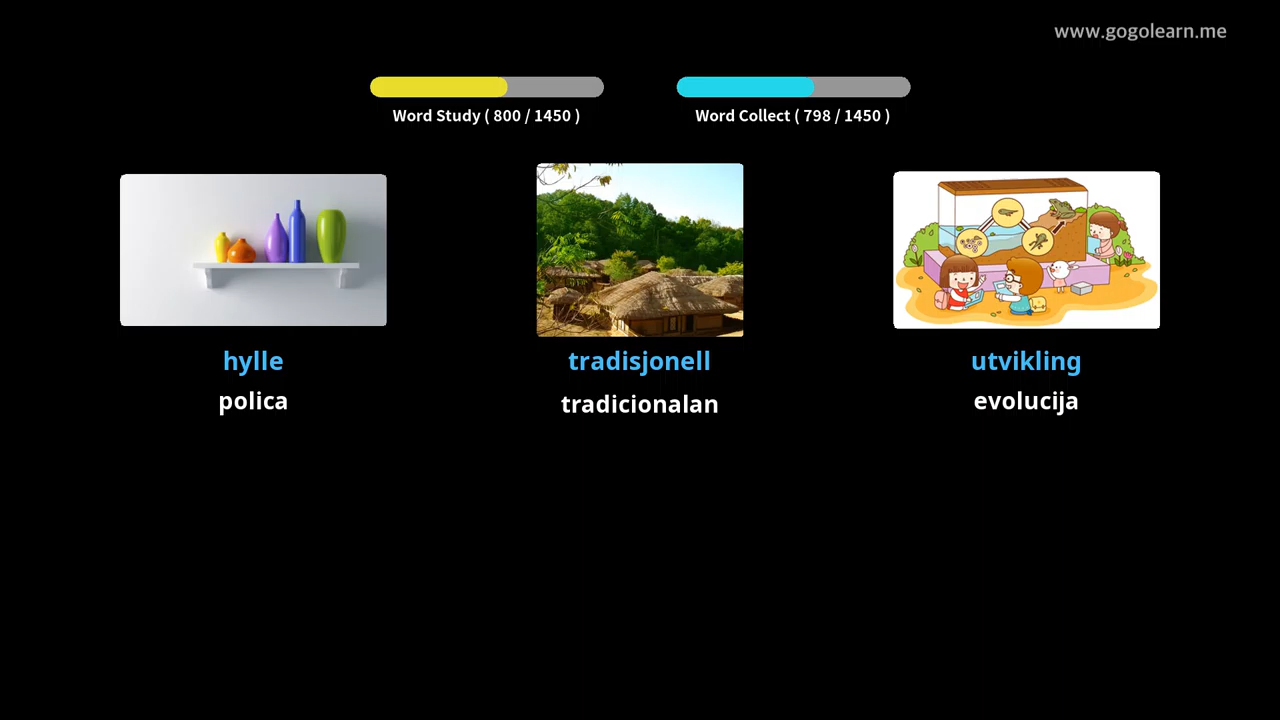 www.gogolearn.me
Word Study ( 800 / 1450 )
Word Collect ( 798 / 1450 )
hylle
polica
tradisjonell
tradicionalan
utvikling
evolucija